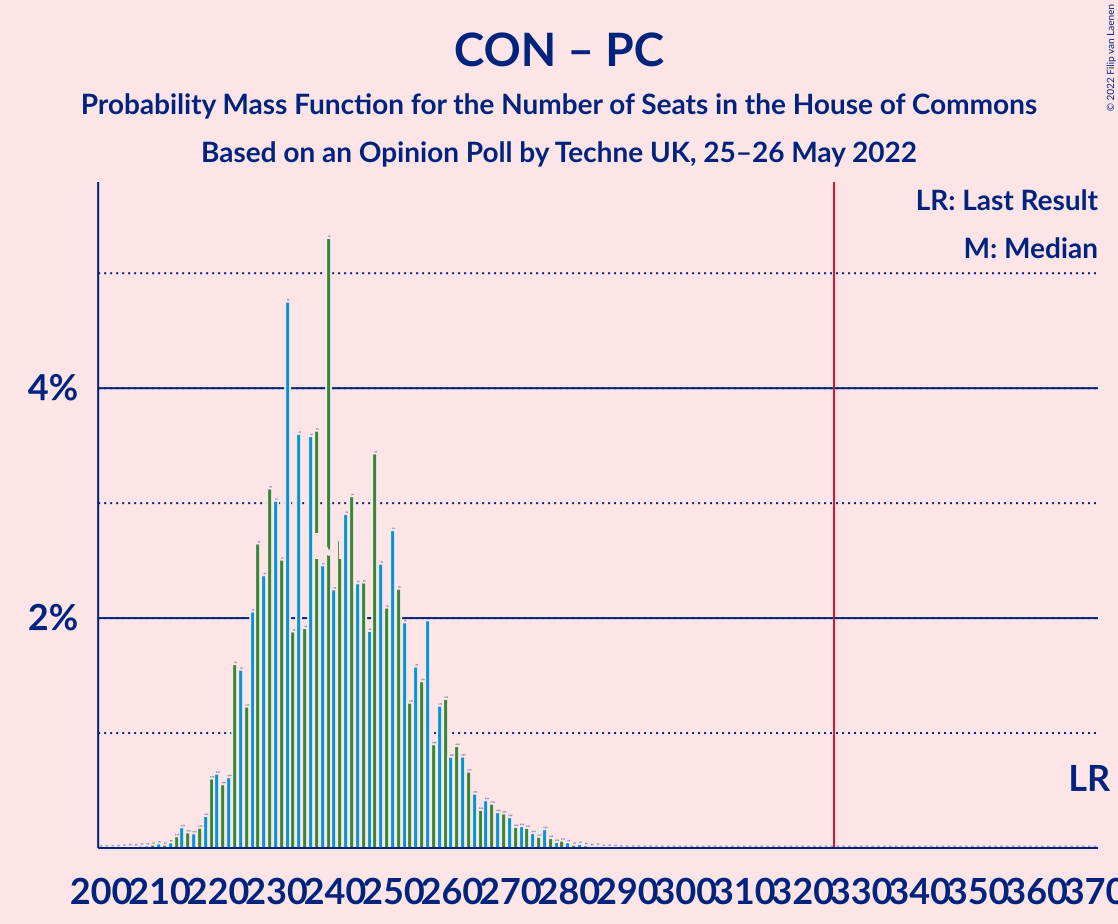 CON – PC
Probability Mass Function for the Number of Seats in the House of Commons
Based on an Opinion Poll by Techne UK, 25–26 May 2022
© 2022 Filip van Laenen
LR: Last Result
M: Median
4%
2%
LR
200 210 220 230 240 250 260 270 280 290 300 310 320 330 340 350 360 370